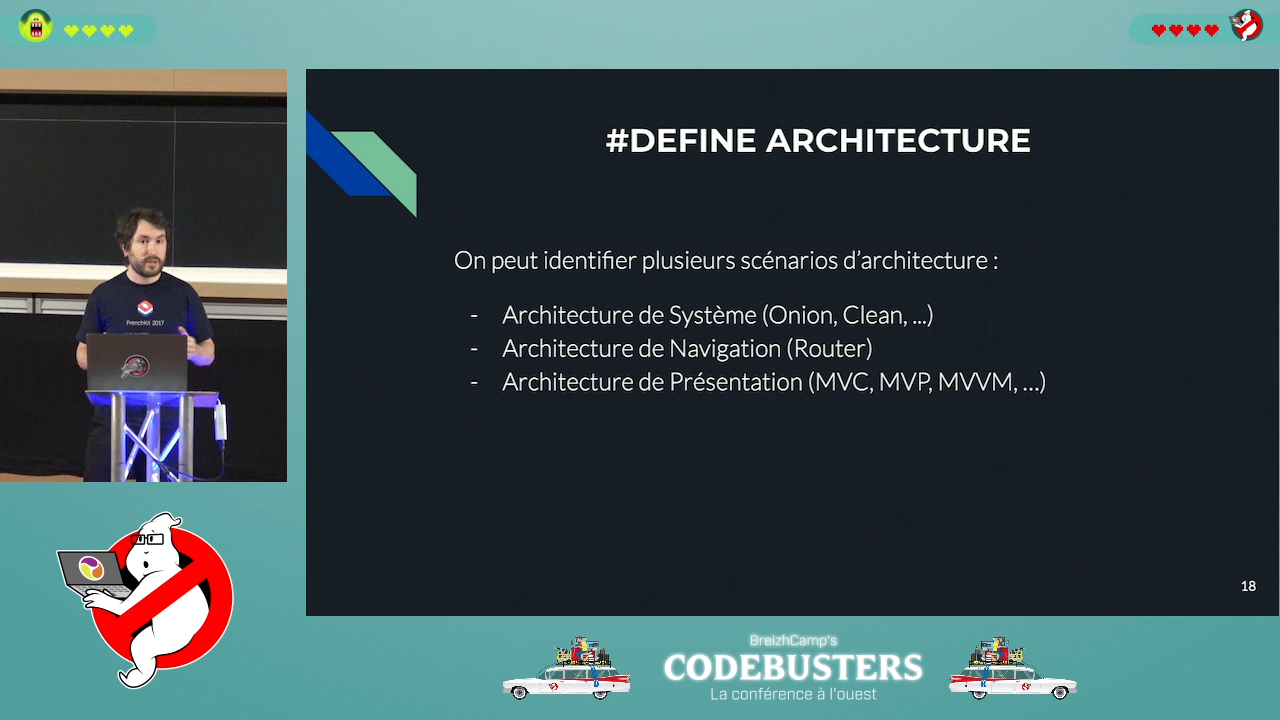 #DEFINE ARCHITECTURE
On peut identifier plusieurs scénarios d’architecture :
- Architecture de Système (Onion, Clean, ...)
- Architecture de Navigation (Router)
- Architecture de Présentation (MVC, MVP, MVVM, ...)
18
FrenchKit 2017
BreizhCamp's
CODEBUSTERS
La conférence à l'ouest